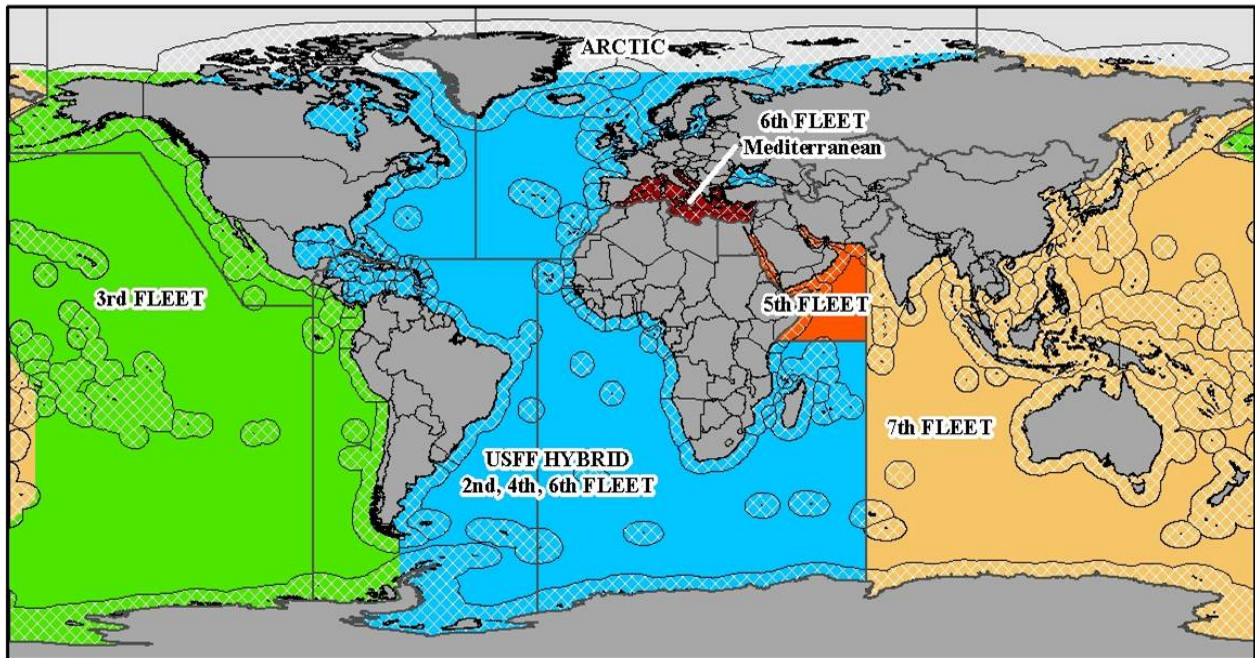 ARCTIC
6th FLEET
Mediterranean
3rd FLEET
5th FLEET
7th FLEET
USFF HYBRID
2nd, 4th, 6th FLEET